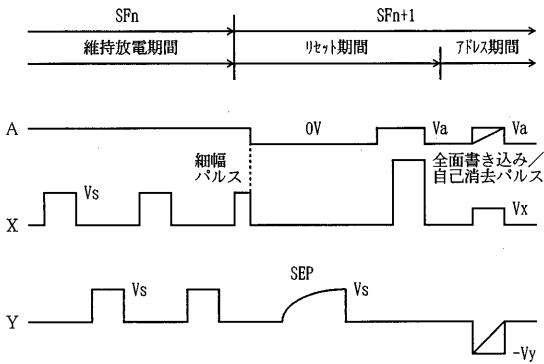 SFn
SFn+1
維持放電期間
リセット期間
アドレス期間
A
0V
Va
Va
細幅
パルス
全面書き込み/
自己消去パルス
X
Vs
Vx
SEP
Y
Vs
Vs
-Vy